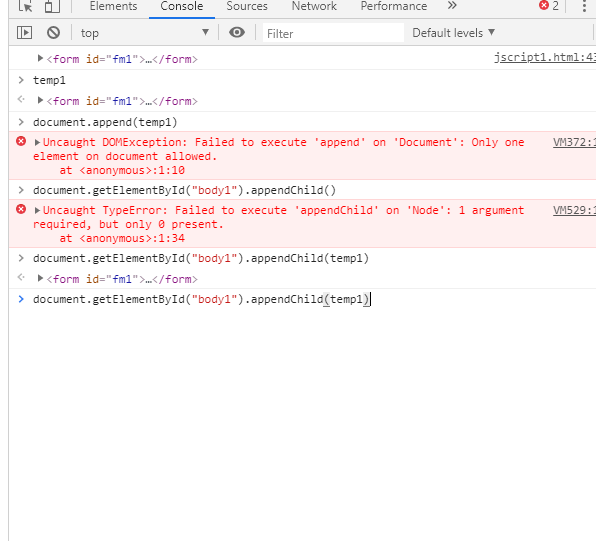 Elements Console Sources Network Performance » 2
top ▼ Filter Default levels ▼
▶<form id="fm1">…</form> jscript1.html:43
> temp1
▶<form id="fm1">…</form>
> document.append(temp1)
▶Uncaught DOMException: Failed to execute 'append' on 'Document': Only one VM372:1
element on document allowed.
at <anonymous>:1:10
> document.getElementById("body1").appendChild()
▶Uncaught TypeError: Failed to execute 'appendChild' on 'Node': 1 argument VM529:1
required, but only 0 present.
at <anonymous>:1:34
> document.getElementById("body1").appendChild(temp1)
▶<form id="fm1">…</form>
> document.getElementById("body1").appendChild(temp1)